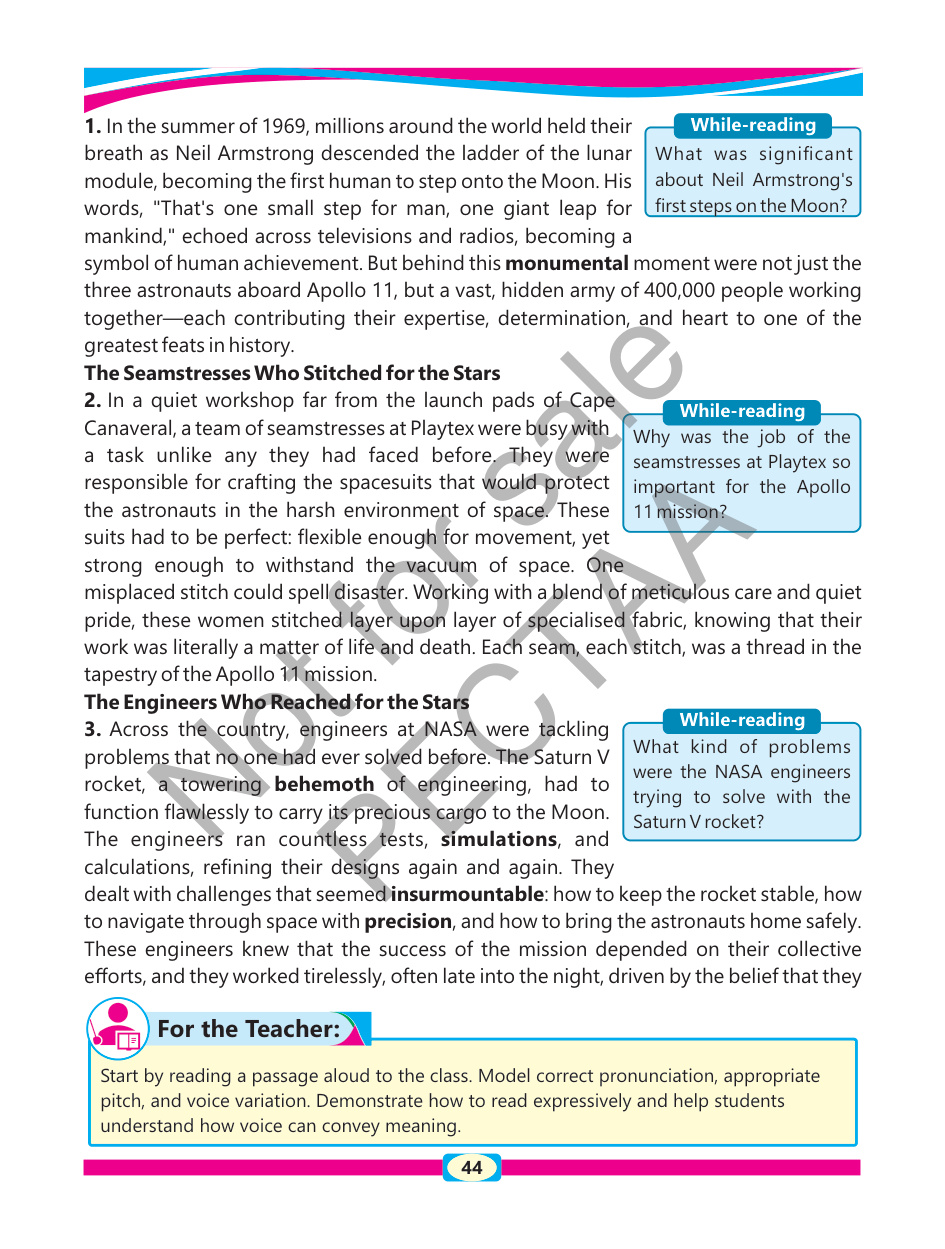 1. In the summer of 1969, millions around the world held their
breath as Neil Armstrong descended the ladder of the lunar
module, becoming the first human to step onto the Moon. His
words, "That's one small step for man, one giant leap for
mankind," echoed across televisions and radios, becoming a
symbol of human achievement. But behind this monumental moment were not just the
three astronauts aboard Apollo 11, but a vast, hidden army of 400,000 people working
together—each contributing their expertise, determination, and heart to one of the
greatest feats in history.
While-reading
What was significant
about Neil Armstrong's
first steps on the Moon?
The Seamstresses Who Stitched for the Stars
2. In a quiet workshop far from the launch pads of Cape
Canaveral, a team of seamstresses at Playtex were busy with
a task unlike any they had faced before. They were
responsible for crafting the spacesuits that would protect
the astronauts in the harsh environment of space. These
suits had to be perfect: flexible enough for movement, yet
strong enough to withstand the vacuum of space. One
misplaced stitch could spell disaster. Working with a blend of meticulous care and quiet
pride, these women stitched layer upon layer of specialised fabric, knowing that their
work was literally a matter of life and death. Each seam, each stitch, was a thread in the
tapestry of the Apollo 11 mission.
While-reading
Why was the job of the
seamstresses at Playtex so
important for the Apollo
11 mission?
The Engineers Who Reached for the Stars
3. Across the country, engineers at NASA were tackling
problems that no one had ever solved before. The Saturn V
rocket, a towering behemoth of engineering, had to
function flawlessly to carry its precious cargo to the Moon.
The engineers ran countless tests, simulations, and
calculations, refining their designs again and again. They
dealt with challenges that seemed insurmountable: how to keep the rocket stable, how
to navigate through space with precision, and how to bring the astronauts home safely.
These engineers knew that the success of the mission depended on their collective
efforts, and they worked tirelessly, often late into the night, driven by the belief that they
While-reading
What kind of problems
were the NASA engineers
trying to solve with the
Saturn V rocket?
For the Teacher:
Start by reading a passage aloud to the class. Model correct pronunciation, appropriate
pitch, and voice variation. Demonstrate how to read expressively and help students
understand how voice can convey meaning.
44
Not for sale
PECTAA